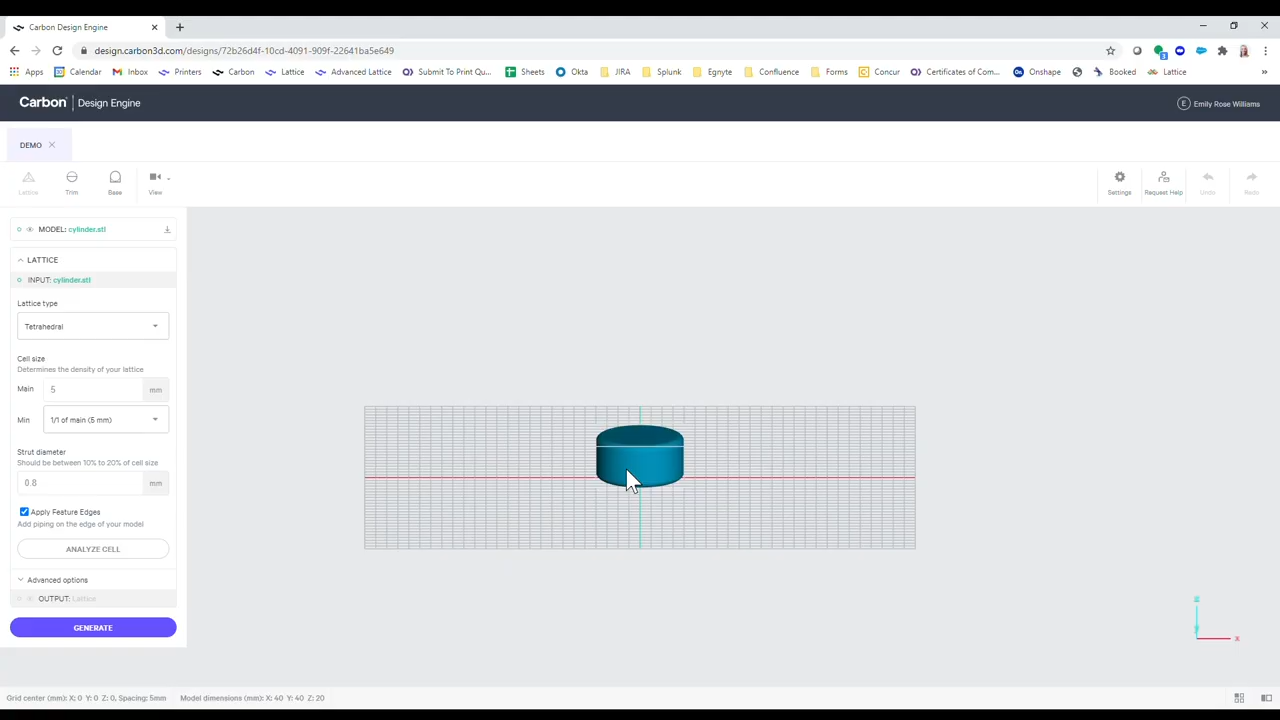 Carbon Design Engine
design.carbon3d.com/designs/72b26d4f-10cd-4091-909f-22641ba5e649
Apps Calendar Inbox Printers Carbon Lattice Advanced Lattice Submit To Print Qu... Sheets Okta JIRA Splunk Egnyte Confluence Forms Concur Certificates of Com... Onshape Booked Lattice
Carbon Design Engine
E Emily Rose Williams
DEMO
Lattice Trim Base View Settings Request Help Undo Redo
MODEL: cylinder.stl
LATTICE
INPUT: cylinder.stl
Lattice type
Tetrahedral
Cell size
Determines the density of your lattice
Main 5 mm
Min 1/1 of main (5 mm)
Strut diameter
Should be between 10% to 20% of cell size
0.8 mm
Apply Feature Edges
Add piping on the edge of your model
ANALYZE CELL
Advanced options
OUTPUT: Lattice
GENERATE
x
Grid center (mm): X: 0 Y: 0 Z: 0, Spacing: 5mm Model dimensions (mm): X: 40 Y: 40 Z: 20